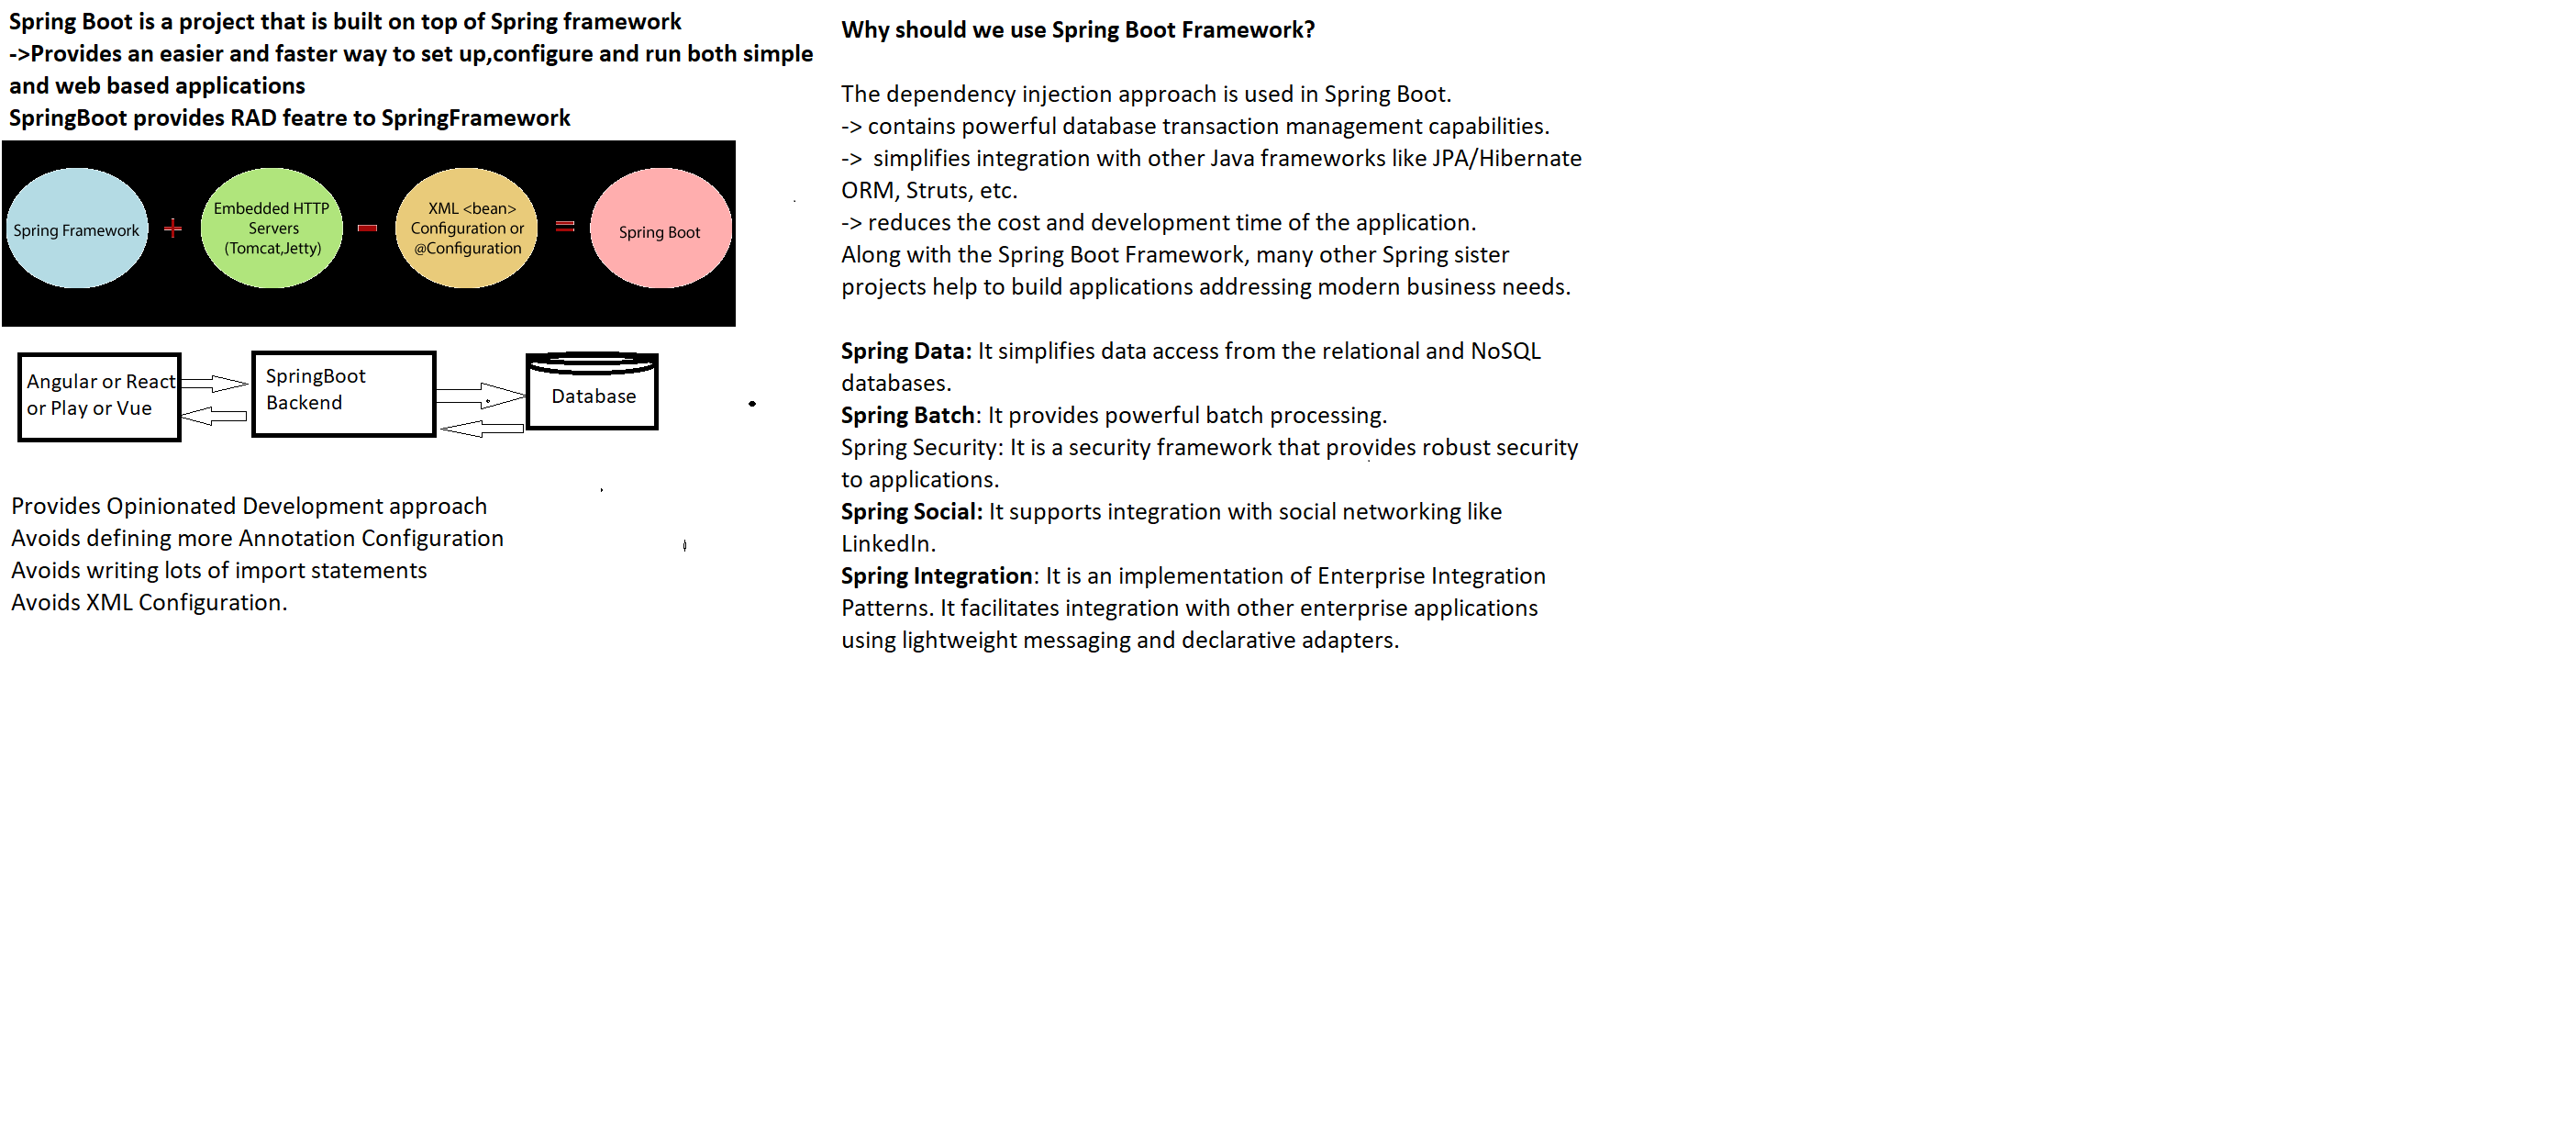 Spring Boot is a project that is built on top of Spring framework
->Provides an easier and faster way to set up,configure and run both simple
and web based applications
SpringBoot provides RAD featre to SpringFramework
Spring Framework
+
Embedded HTTP
Servers
(Tomcat,Jetty)
-
XML <bean>
Configuration or
@Configuration
=
Spring Boot
Angular or React
or Play or Vue
SpringBoot
Backend
Database
Provides Opinionated Development approach
Avoids defining more Annotation Configuration
Avoids writing lots of import statements
Avoids XML Configuration.
Why should we use Spring Boot Framework?
The dependency injection approach is used in Spring Boot.
-> contains powerful database transaction management capabilities.
->  simplifies integration with other Java frameworks like JPA/Hibernate
ORM, Struts, etc.
-> reduces the cost and development time of the application.
Along with the Spring Boot Framework, many other Spring sister
projects help to build applications addressing modern business needs.
Spring Data: It simplifies data access from the relational and NoSQL
databases.
Spring Batch: It provides powerful batch processing.
Spring Security: It is a security framework that provides robust security
to applications.
Spring Social: It supports integration with social networking like
LinkedIn.
Spring Integration: It is an implementation of Enterprise Integration
Patterns. It facilitates integration with other enterprise applications
using lightweight messaging and declarative adapters.